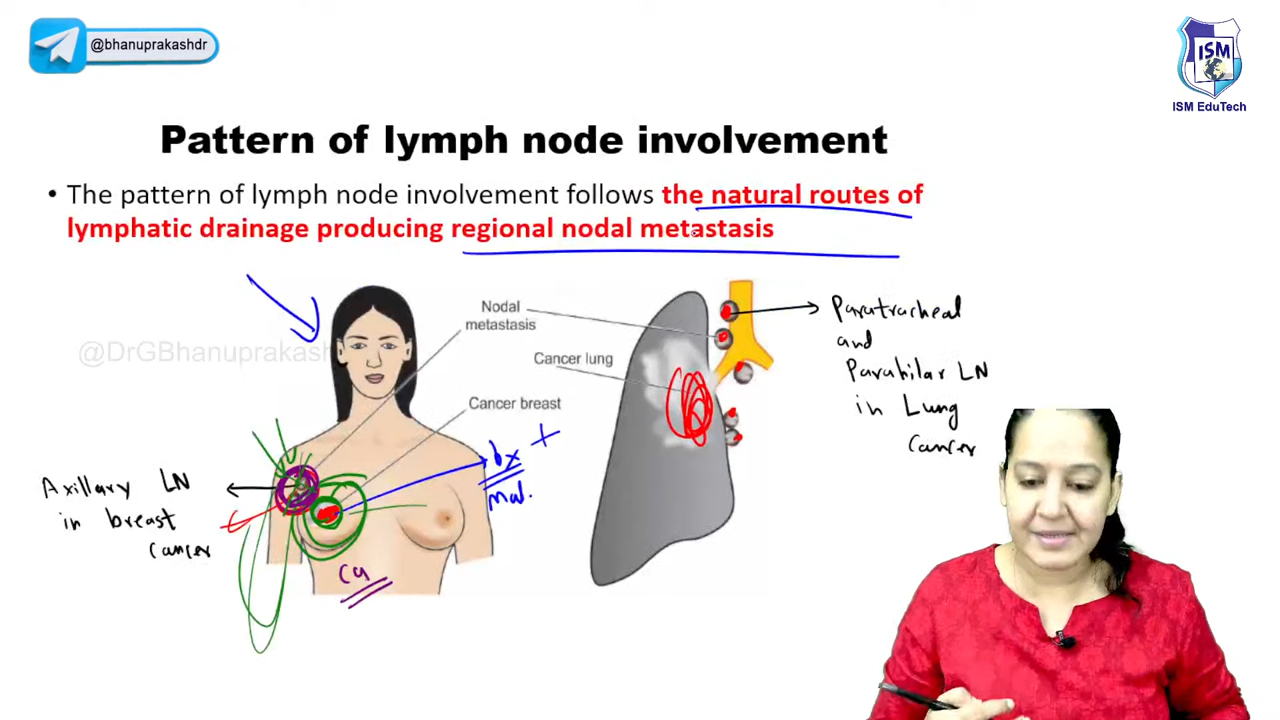 @bhanuprakashdr
ISM
ISM EduTech
Pattern of lymph node involvement
• The pattern of lymph node involvement follows the natural routes of
lymphatic drainage producing regional nodal metastasis
@DrGBhanuprakash
Nodal
metastasis
Cancer lung
Cancer breast
Paratracheal
and
Parahilar LN
in Lung
Cancer
bx +
mal.
Axillary LN
in breast
cancer
Ca